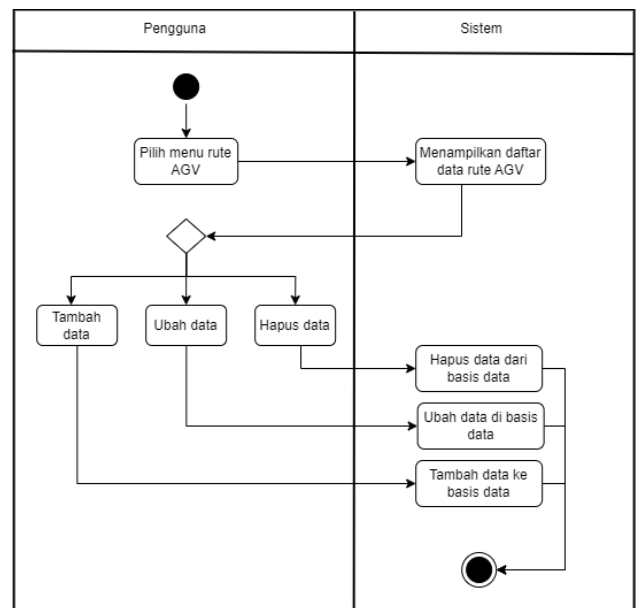 Pengguna
Sistem
Pilih menu rute
AGV
Menampilkan daftar
data rute AGV
Tambah
data
Ubah data
Hapus data
Hapus data dari
basis data
Ubah data di basis
data
Tambah data ke
basis data